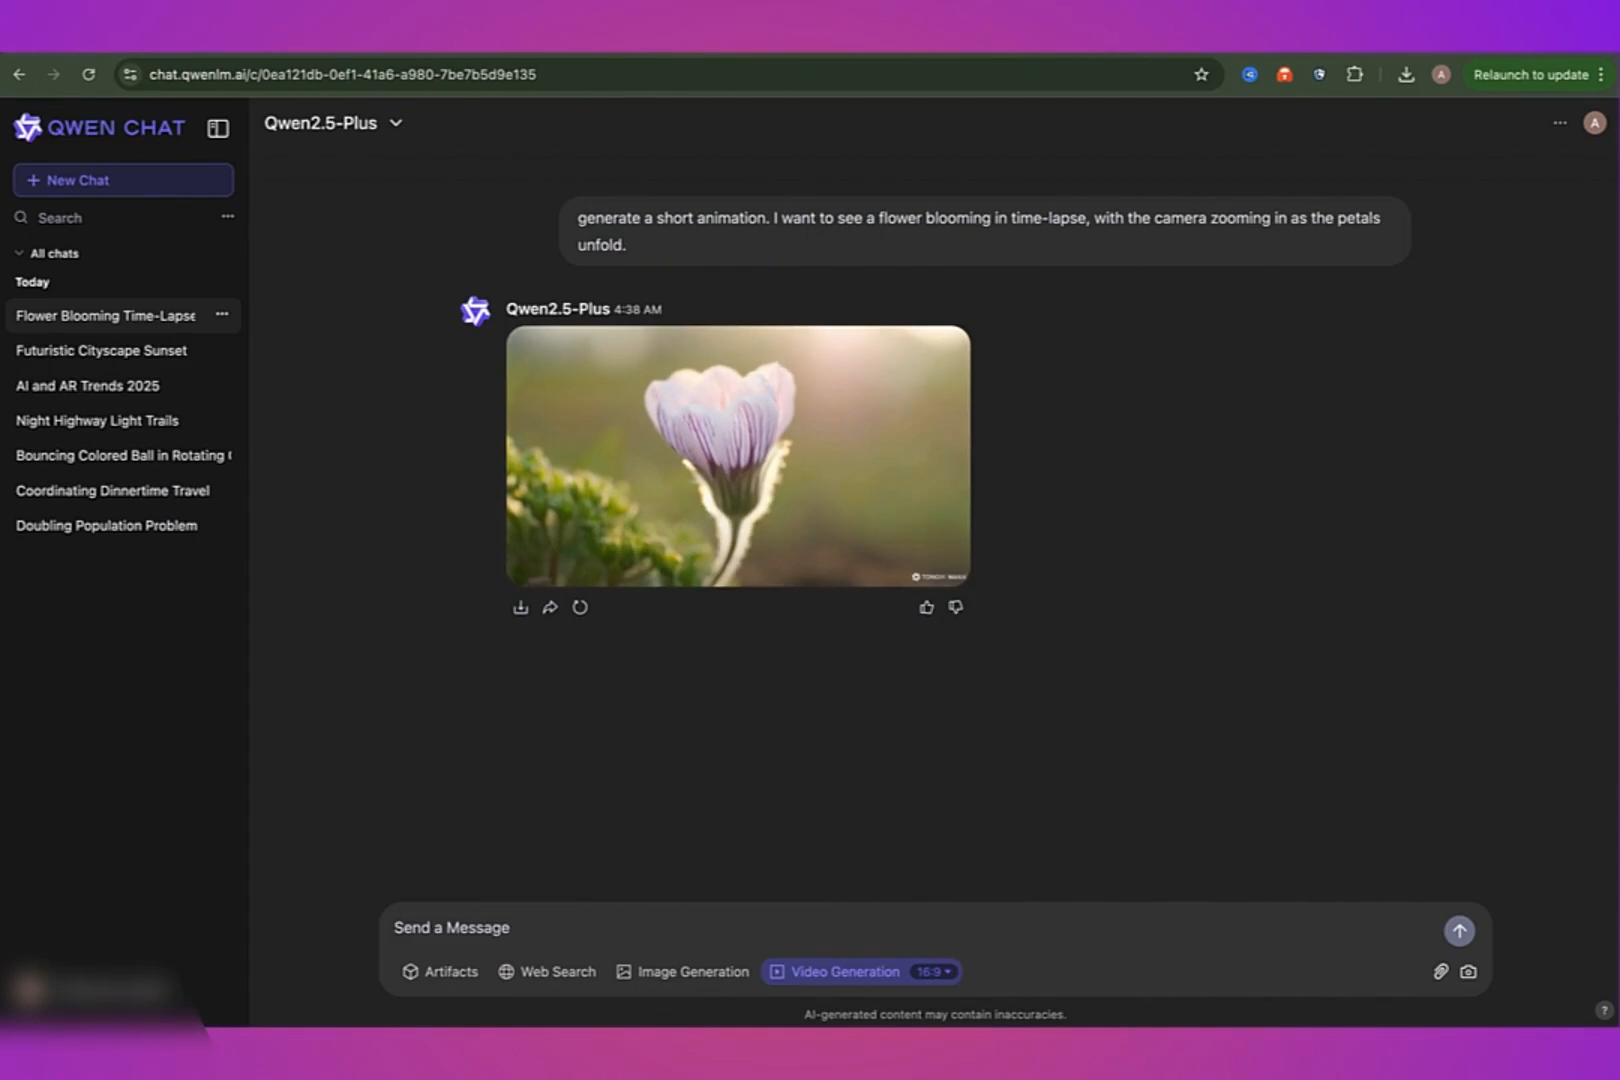 chat.qwenlm.ai/c/0ea121db-0ef1-41a6-a980-7be7b5d9e135
A
Relaunch to update
QWEN CHAT
Qwen2.5-Plus
A
+ New Chat
Search
All chats
Today
Flower Blooming Time-Lapse
Futuristic Cityscape Sunset
AI and AR Trends 2025
Night Highway Light Trails
Bouncing Colored Ball in Rotating
Coordinating Dinnertime Travel
Doubling Population Problem
generate a short animation. I want to see a flower blooming in time-lapse, with the camera zooming in as the petals
unfold.
Qwen2.5-Plus 4:38 AM
Send a Message
Artifacts
Web Search
Image Generation
Video Generation
16:9
AI-generated content may contain inaccuracies.
?